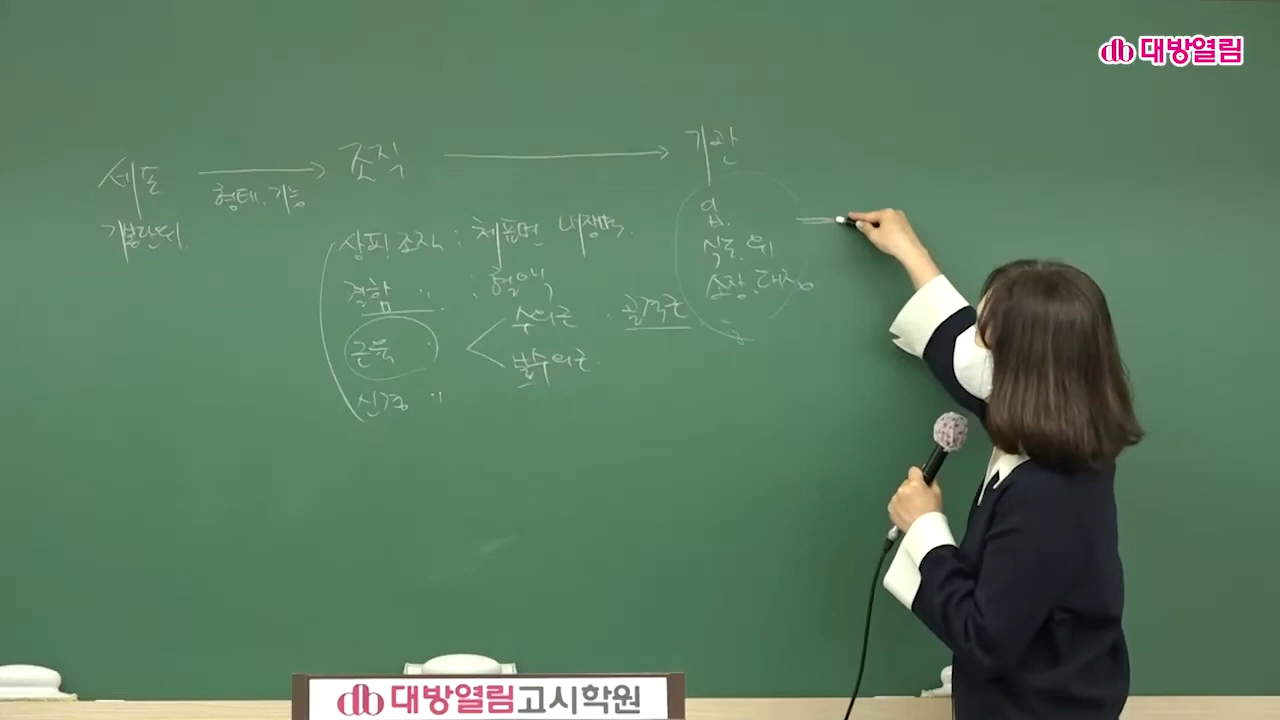 대방열림
세포 → 조직 → 기관
형태, 기능
기본단위
상피 조직 : 체표면 내장벽
결합 〃 : 혈액
근육 〃 수의근 . 골격근
불수의근
신경 〃
입
식도. 위
소장. 대장
대방열림고시학원